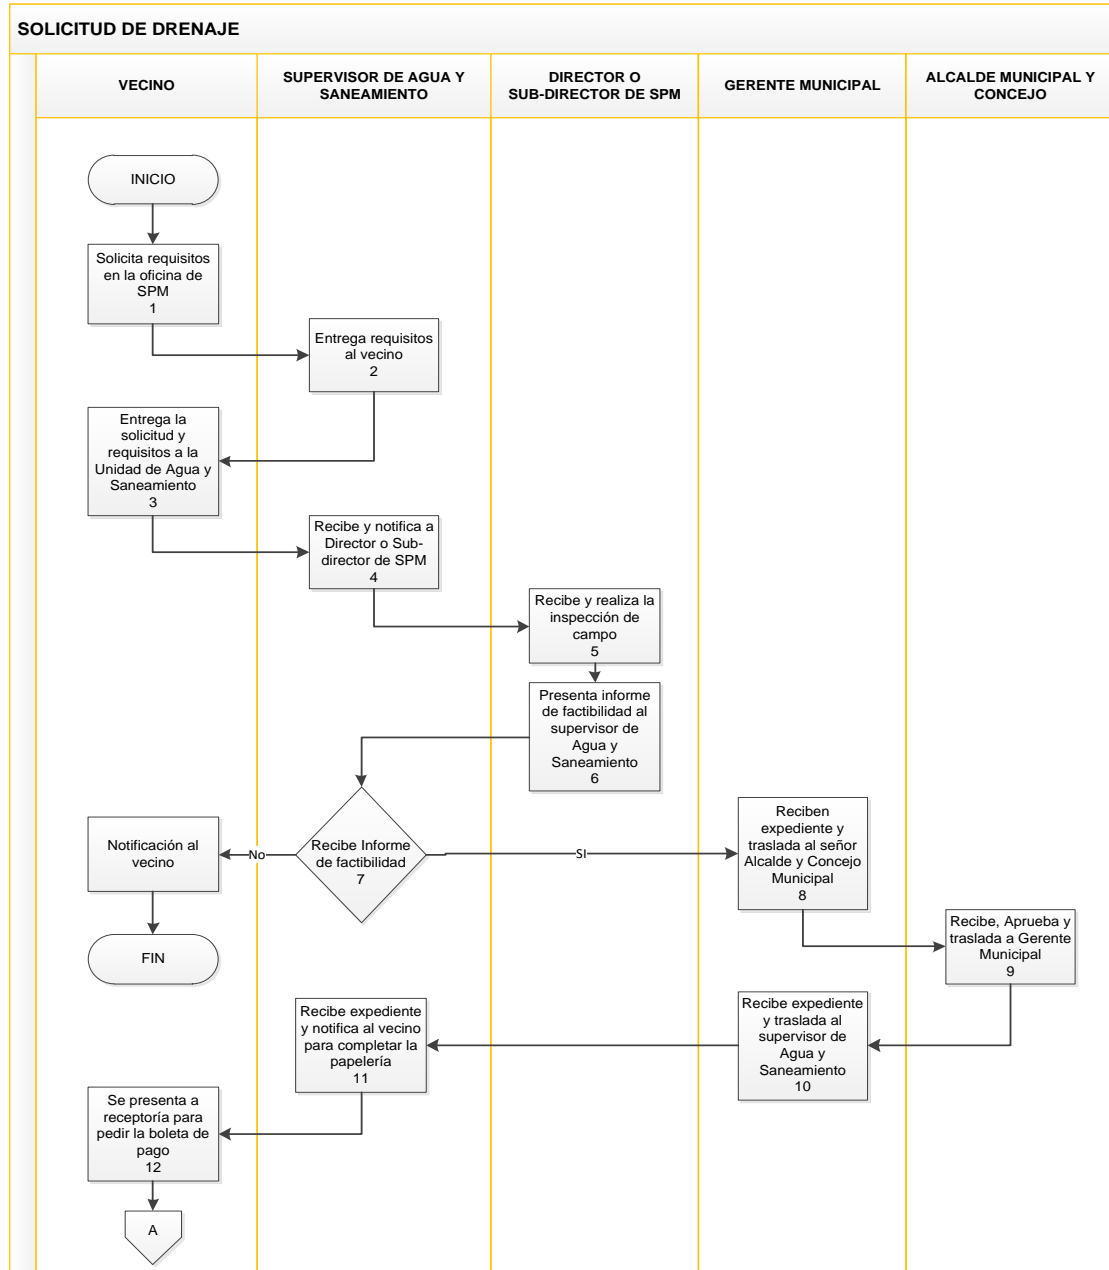 SOLICITUD DE DRENAJE
VECINO
SUPERVISOR DE AGUA Y
SANEAMIENTO
DIRECTOR O
SUB-DIRECTOR DE SPM
GERENTE MUNICIPAL
ALCALDE MUNICIPAL Y
CONCEJO
INICIO
Solicita requisitos
en la oficina de
SPM
1
Entrega requisitos
al vecino
2
Entrega la
solicitud y
requisitos a la
Unidad de Agua y
Saneamiento
3
Recibe y notifica a
Director o Sub-
director de SPM
4
Recibe y realiza la
inspección de
campo
5
Presenta informe
de factibilidad al
supervisor de
Agua y
Saneamiento
6
Recibe Informe
de factibilidad
7
No
SI
Notificación al
vecino
FIN
Reciben
expediente y
traslada al señor
Alcalde y Concejo
Municipal
8
Recibe, Aprueba y
traslada a Gerente
Municipal
9
Recibe expediente
y traslada al
supervisor de
Agua y
Saneamiento
10
Recibe expediente
y notifica al vecino
para completar la
papelería
11
Se presenta a
receptoría para
pedir la boleta de
pago
12
A